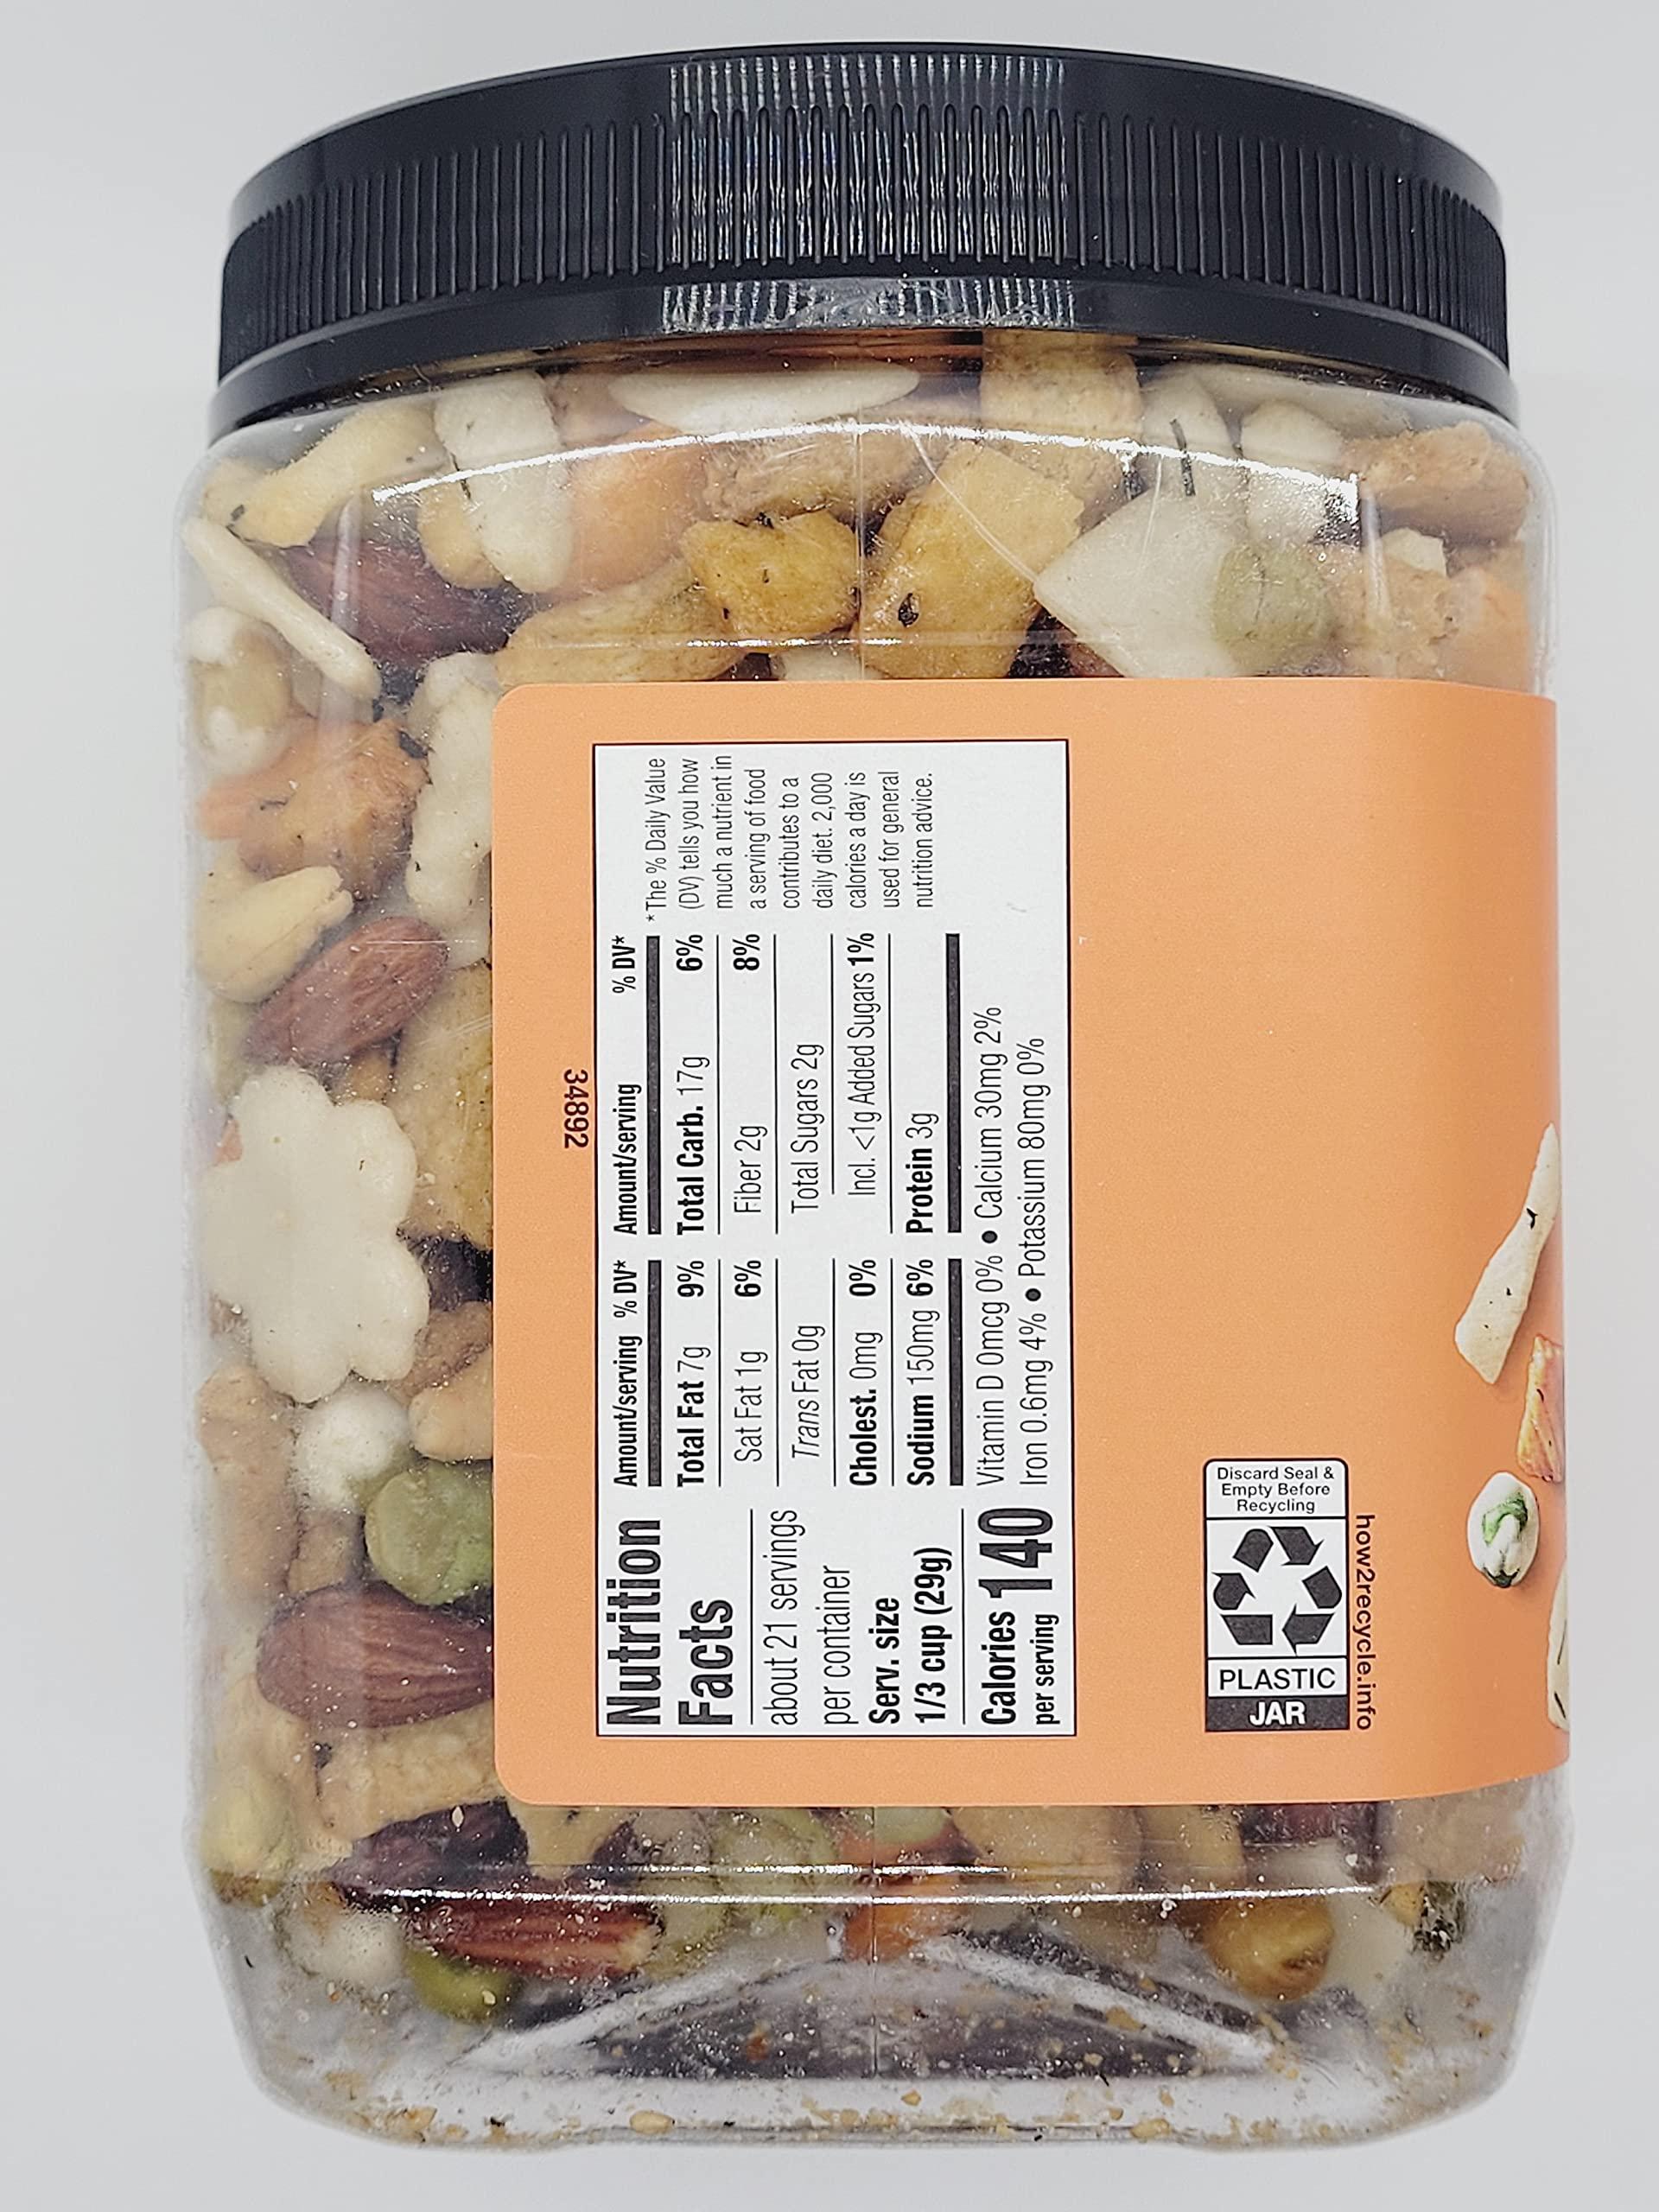 34892
Nutrition
Facts
about 21 servings
per container
Serv. size
1/3 cup (29g)
Calories 140
per serving
Amount/serving % DV*
Total Fat 7g 9%
Sat Fat 1g 6%
Trans Fat 0g
Cholest. 0mg 0%
Sodium 150mg 6%
Amount/serving % DV*
Total Carb. 17g 6%
Fiber 2g 8%
Total Sugars 2g
Incl. <1g Added Sugars 1%
Protein 3g
Vitamin D 0mcg 0% • Calcium 30mg 2%
Iron 0.6mg 4% • Potassium 80mg 0%
*The % Daily Value
(DV) tells you how
much a nutrient in
a serving of food
contributes to a
daily diet. 2,000
calories a day is
used for general
nutrition advice.
Discard Seal &
Empty Before
Recycling
PLASTIC
JAR
how2recycle.info